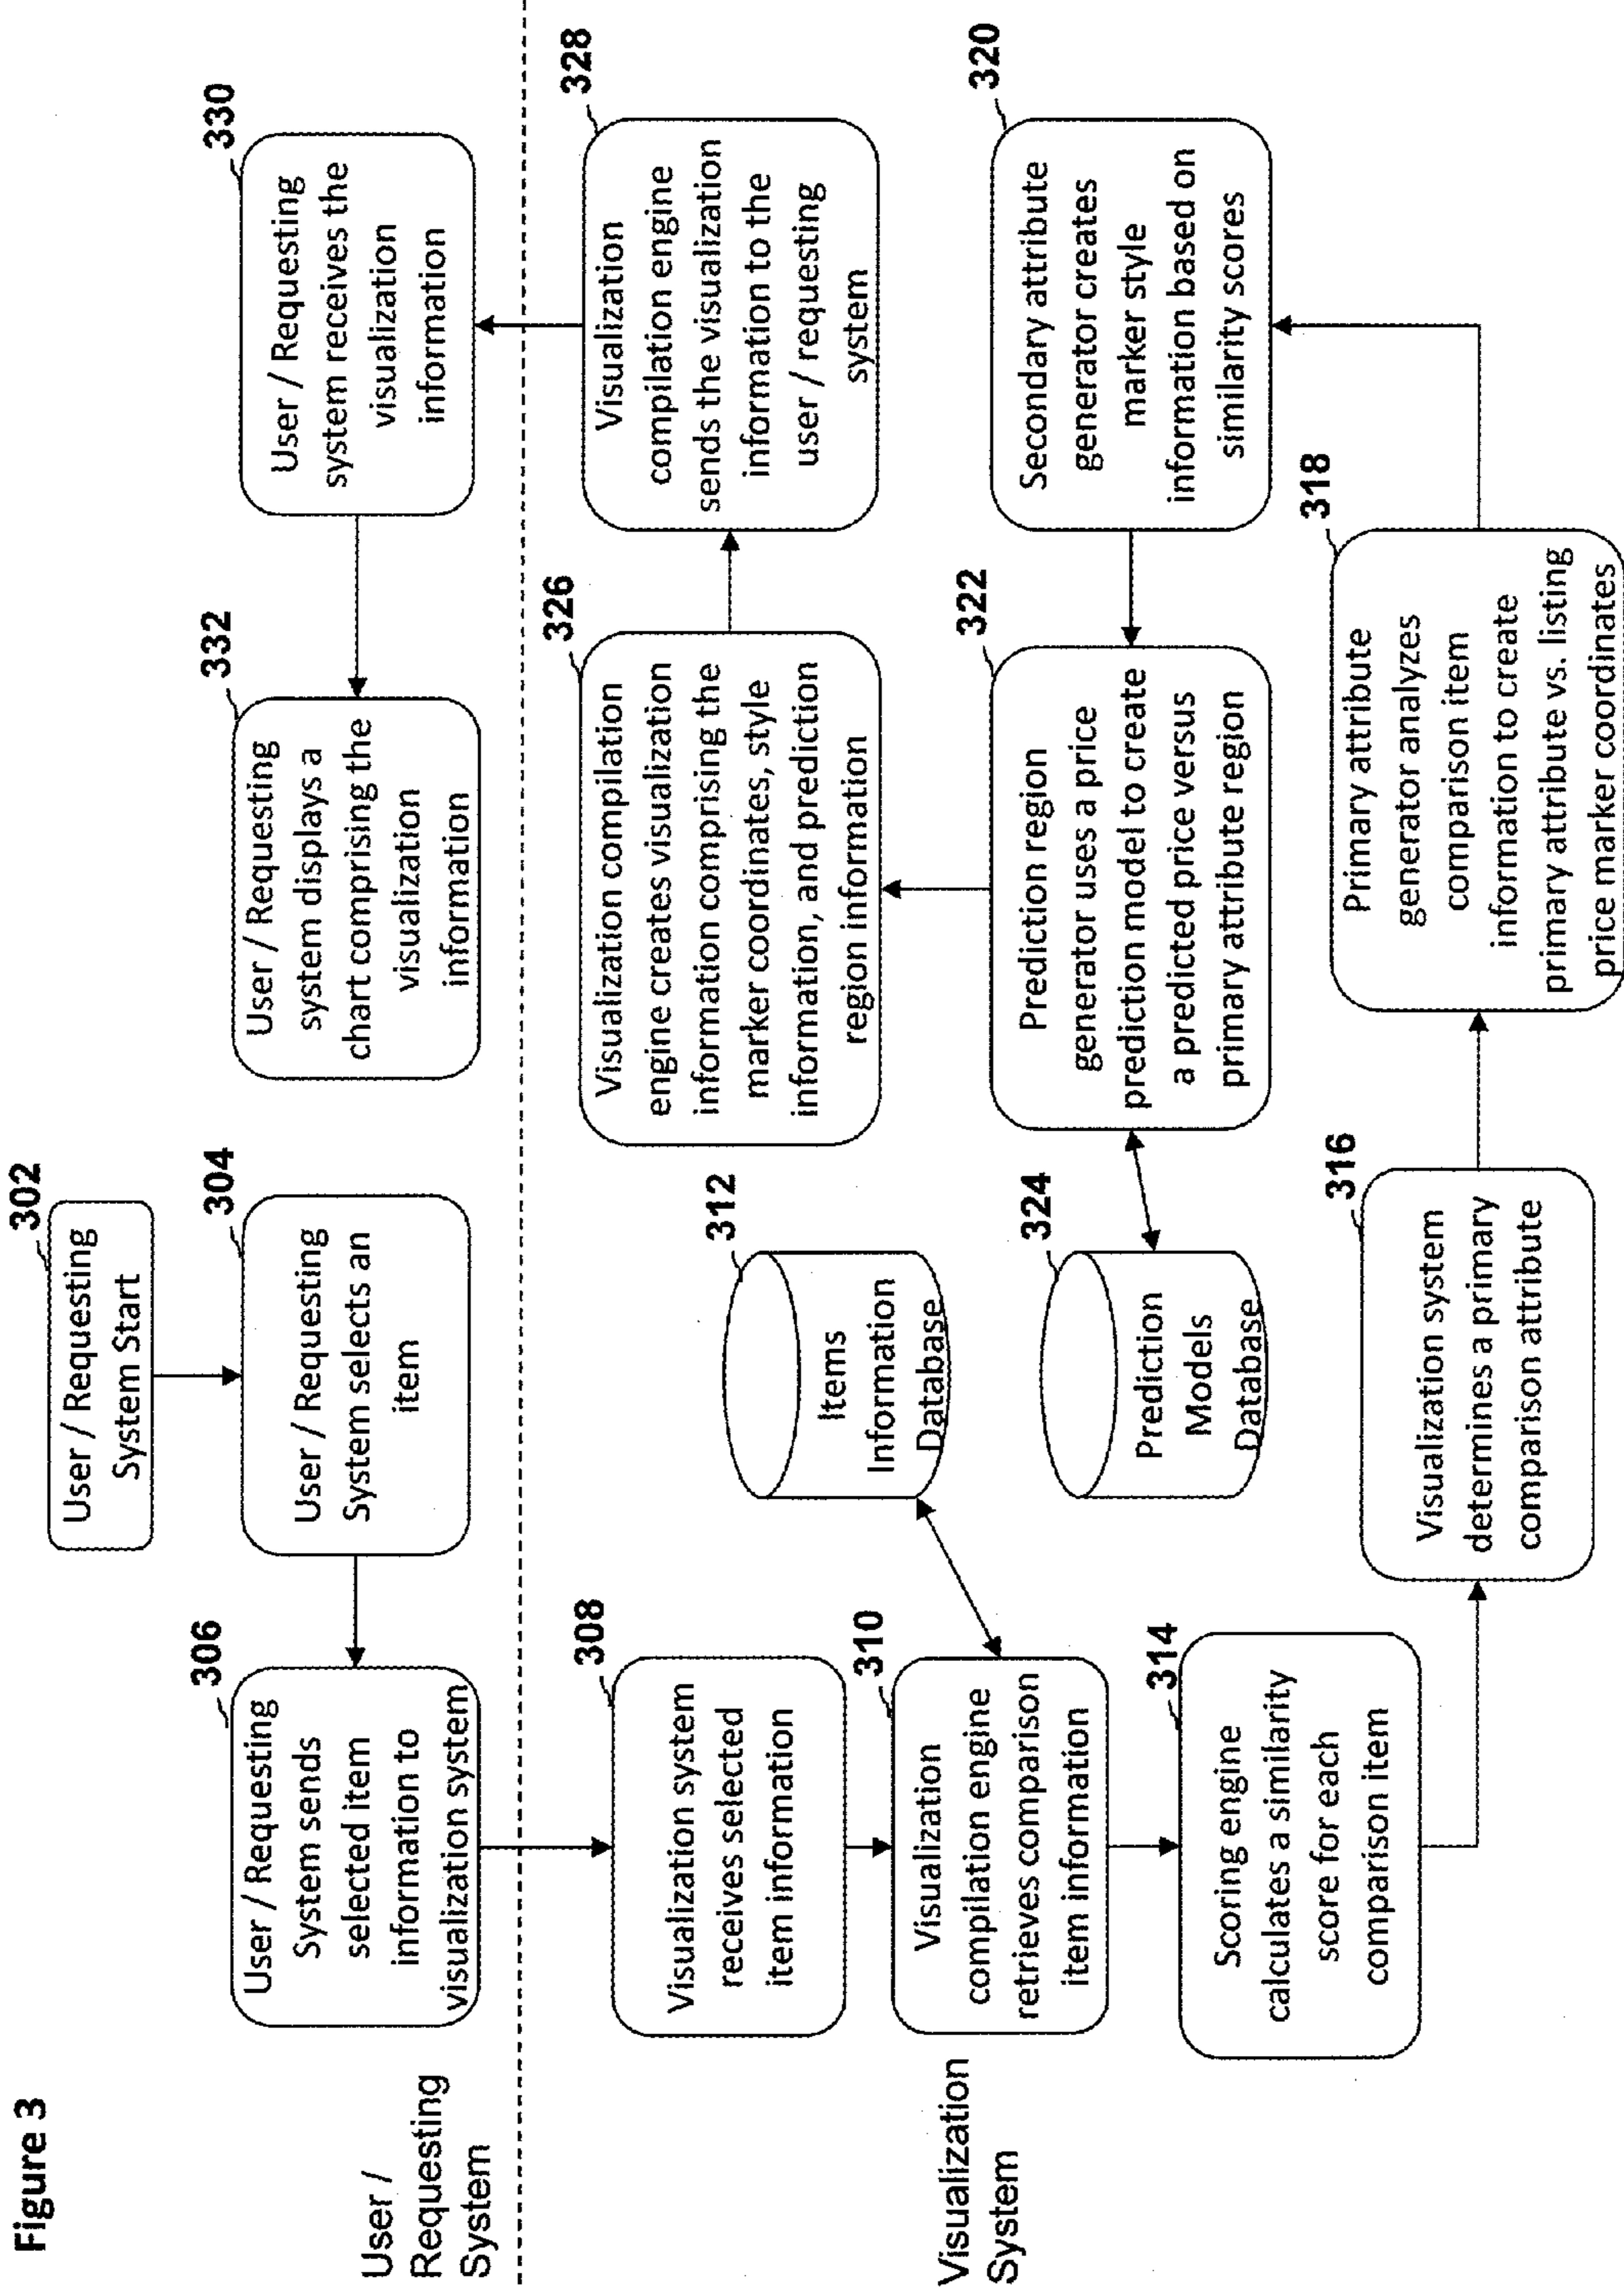 Figure 3
User /
Requesting
System
302
User / Requesting
System Start
304
User / Requesting
System selects an
item
306
User / Requesting
System sends
selected item
information to
visualization system
330
User / Requesting
system receives the
visualization
information
332
User / Requesting
system displays a
chart comprising the
visualization
information
Visualization
System
308
Visualization system
receives selected
item information
310
Visualization
compilation engine
retrieves comparison
item information
312
Items
Information
Database
314
Scoring engine
calculates a similarity
score for each
comparison item
316
Visualization system
determines a primary
comparison attribute
318
Primary attribute
generator analyzes
comparison item
information to create
primary attribute vs. listing
price marker coordinates
320
Secondary attribute
generator creates
marker style
information based on
similarity scores
322
Prediction region
generator uses a price
prediction model to create
a predicted price versus
primary attribute region
324
Prediction
Models
Database
326
Visualization compilation
engine creates visualization
information comprising the
marker coordinates, style
information, and prediction
region information
328
Visualization
compilation engine
sends the visualization
information to the
user / requesting
system